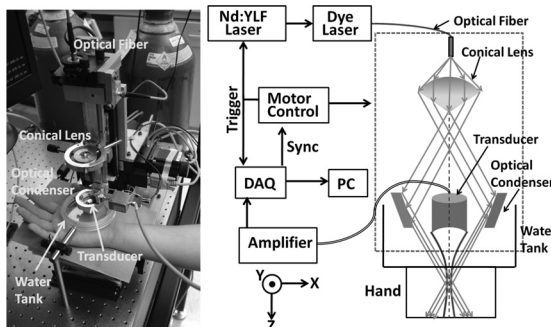 Optical Fiber
Conical Lens
Optical
Condenser
Water
Tank
Transducer
Nd:YLF
Laser
Dye
Laser
Optical Fiber
Conical Lens
Trigger
Motor
Control
Sync
DAQ
PC
Amplifier
Transducer
Optical
Condenser
Water
Tank
Hand
Y
X
Z